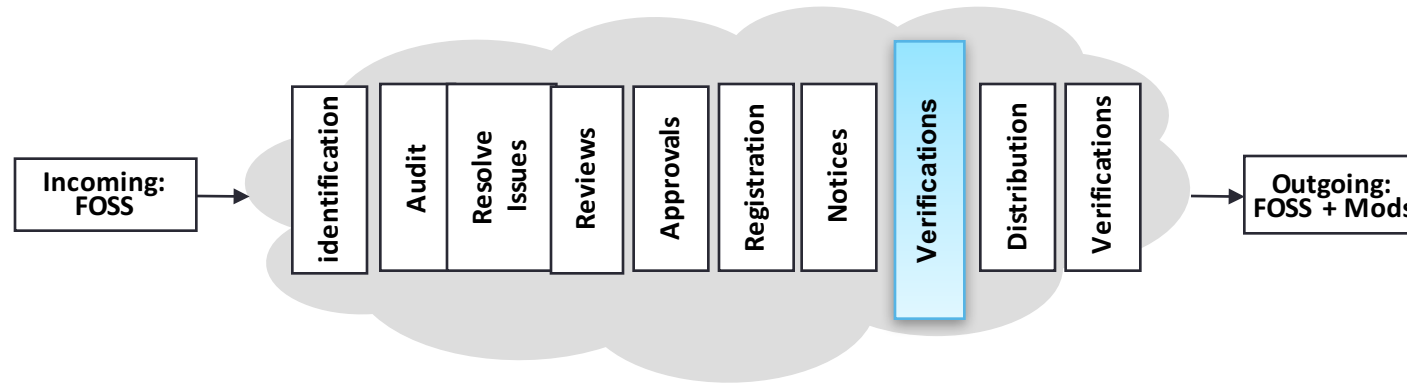 Incoming:
FOSS
identification
Audit
Resolve
Issues
Reviews
Approvals
Registration
Notices
Verifications
Distribution
Verifications
Outgoing:
FOSS + Mods